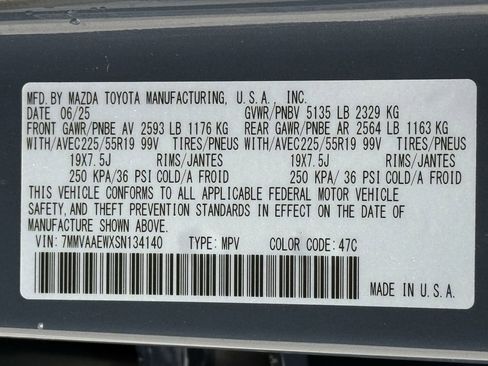 MFD. BY MAZDA TOYOTA MANUFACTURING, U.S.A., INC.
DATE 06/25 GVWR/PNBV 5135 LB 2329 KG
FRONT GAWR/PNBE AV 2593 LB 1176 KG REAR GAWR/PNBE AR 2564 LB 1163 KG
WITH/AVEC225/55R19 99V TIRES/PNEUS WITH/AVEC225/55R19 99V TIRES/PNEUS
19X7.5J RIMS/JANTES 19X7.5J RIMS/JANTES
250 KPA/36 PSI COLD/A FROID 250 KPA/ 36 PSI COLD/A FROID
THIS VEHICLE CONFORMS TO ALL APPLICABLE FEDERAL MOTOR VEHICLE
SAFETY, AND THEFT PREVENTION STANDARDS IN EFFECT ON THE DATE OF
MANUFACTURE SHOWN ABOVE.
VIN: 7MMVAAEWXSN134140 TYPE: MPV COLOR CODE: 47C
MADE IN U.S.A.